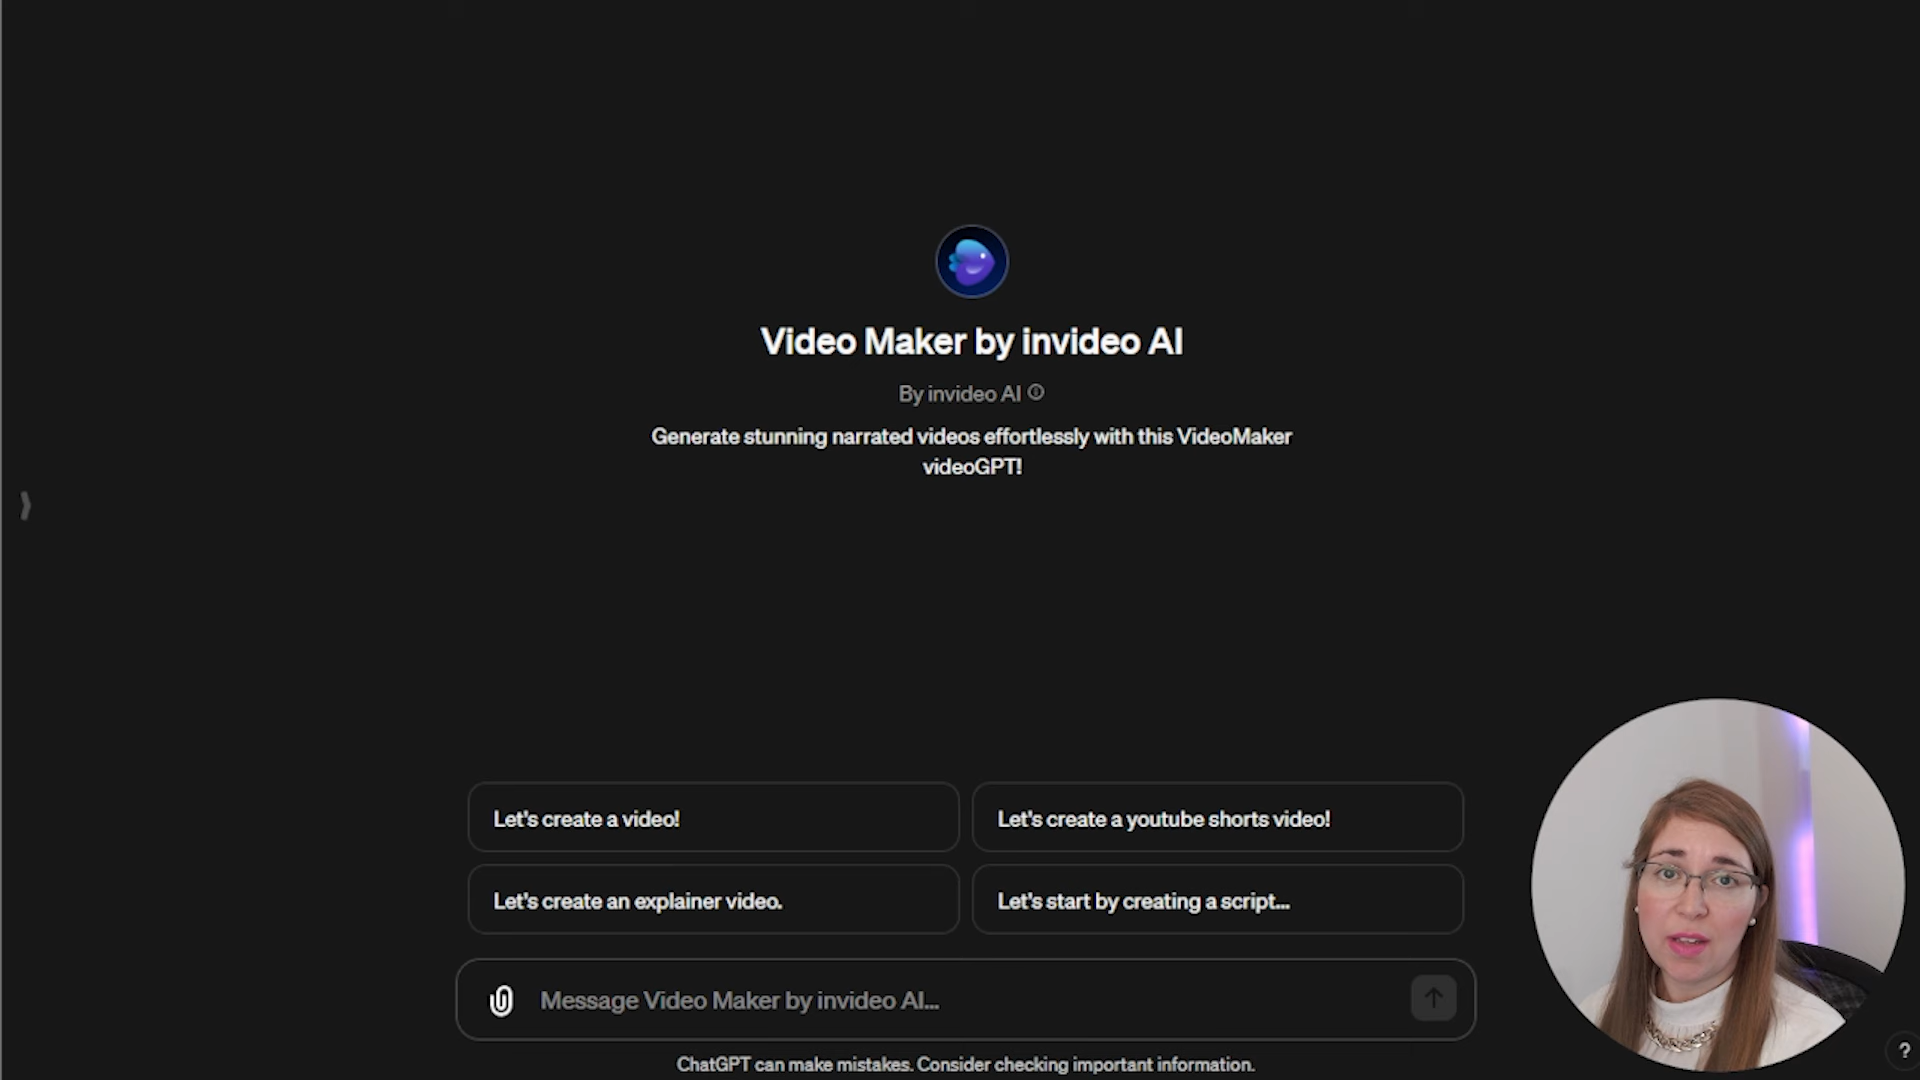 Video Maker by invideo AI
By invideo AI
Generate stunning narrated videos effortlessly with this VideoMaker
videoGPT!
Let's create a video!
Let's create a youtube shorts video!
Let's create an explainer video.
Let's start by creating a script...
Message Video Maker by invideo AI...
ChatGPT can make mistakes. Consider checking important information.
?